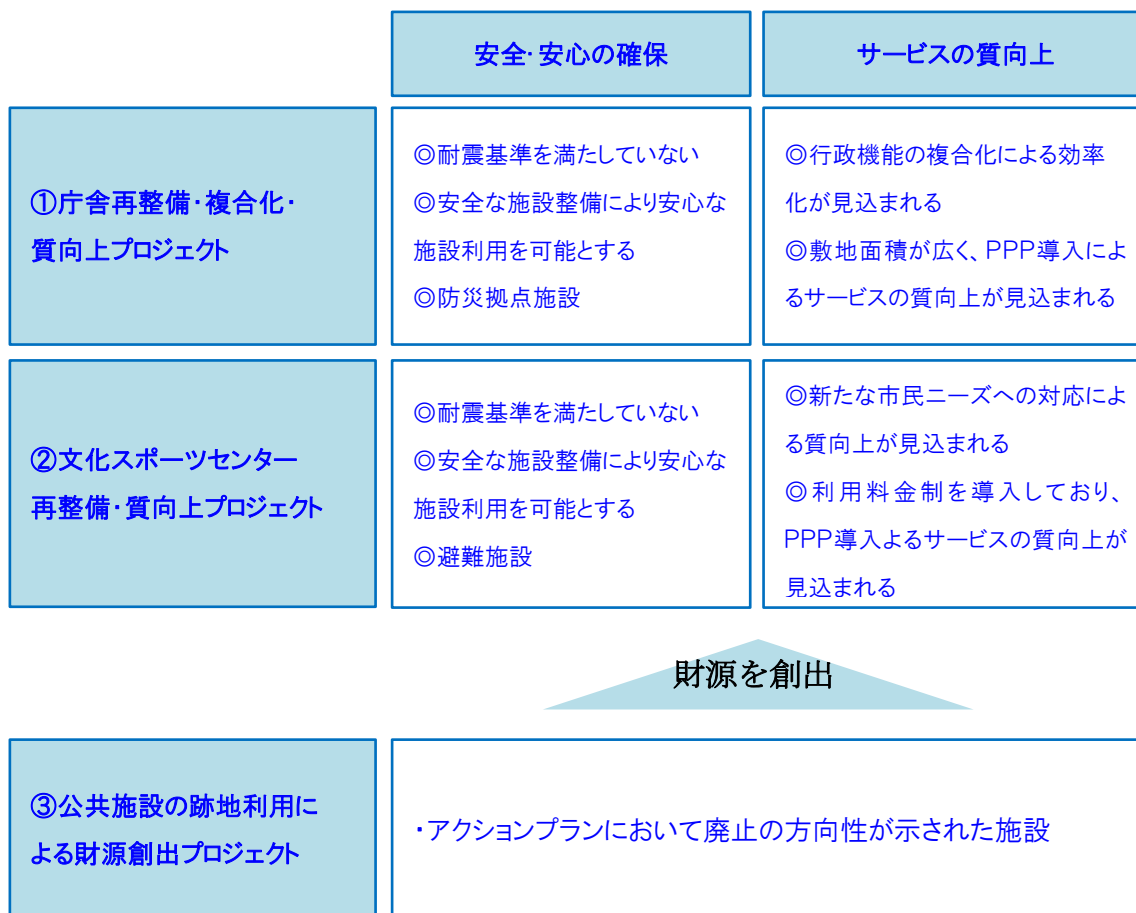 安全・安心の確保
サービスの質向上
①庁舎再整備・複合化・
質向上プロジェクト
◎耐震基準を満たしていない
◎安全な施設整備により安心な
施設利用を可能とする
◎防災拠点施設
◎行政機能の複合化による効率
化が見込まれる
◎敷地面積が広く、PPP導入によ
るサービスの質向上が見込まれる
②文化スポーツセンター
再整備・質向上プロジェクト
◎耐震基準を満たしていない
◎安全な施設整備により安心な
施設利用を可能とする
◎避難施設
◎新たな市民ニーズへの対応によ
る質向上が見込まれる
◎利用料金制を導入しており、
PPP導入よるサービスの質向上が
見込まれる
財源を創出
③公共施設の跡地利用に
よる財源創出プロジェクト
・アクションプランにおいて廃止の方向性が示された施設